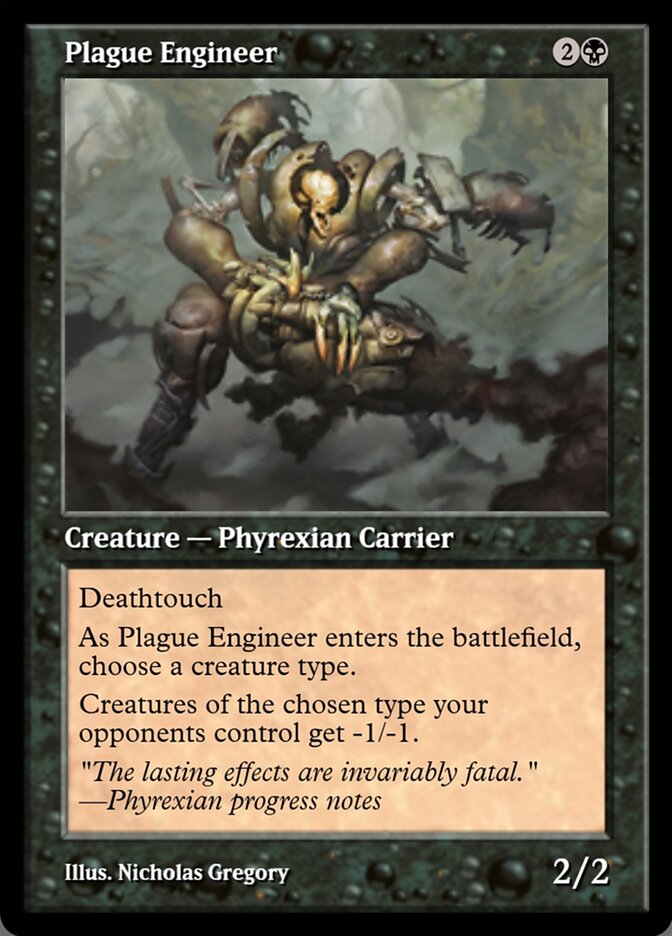 Plague Engineer 2
Creature — Phyrexian Carrier
Deathtouch
As Plague Engineer enters the battlefield,
choose a creature type.
Creatures of the chosen type your
opponents control get -1/-1.
"The lasting effects are invariably fatal."
—Phyrexian progress notes
Illus. Nicholas Gregory 2/2